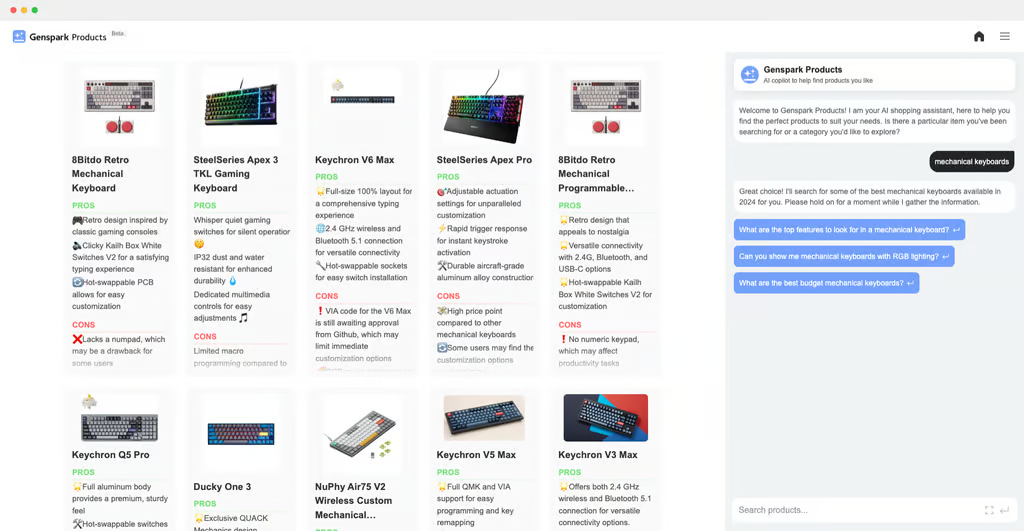 Genspark Products Beta
8Bitdo Retro
Mechanical
Keyboard
PROS
🎮Retro design inspired by
classic gaming consoles
🔊Clicky Kailh Box White
Switches V2 for a satisfying
typing experience
🔄Hot-swappable PCB
allows for easy
customization
CONS
❌Lacks a numpad, which
may be a drawback for
some users
SteelSeries Apex 3
TKL Gaming
Keyboard
PROS
Whisper quiet gaming
switches for silent operation
🤫
IP32 dust and water
resistant for enhanced
durability 💧
Dedicated multimedia
controls for easy
adjustments 🎵
CONS
Limited macro
programming compared to
Keychron V6 Max
PROS
🌟Full-size 100% layout for
a comprehensive typing
experience
🌐2.4 GHz wireless and
Bluetooth 5.1 connection
for versatile connectivity
🔧Hot-swappable sockets
for easy switch installation
CONS
❗VIA code for the V6 Max
is still awaiting approval
from Github, which may
limit immediate
customization options
SteelSeries Apex Pro
PROS
🎯Adjustable actuation
settings for unparalleled
customization
⚡Rapid trigger response
for instant keystroke
activation
🛠Durable aircraft-grade
aluminum alloy construction
CONS
💸High price point
compared to other
mechanical keyboards
🔄Some users may find the
customization options
8Bitdo Retro
Mechanical
Programmable...
PROS
🌟Retro design that
appeals to nostalgia
🌟Versatile connectivity
with 2.4G, Bluetooth, and
USB-C options
🌟Hot-swappable Kailh
Box White Switches V2 for
customization
CONS
❗No numeric keypad,
which may affect
productivity tasks
Keychron Q5 Pro
PROS
🌟Full aluminum body
provides a premium, sturdy
feel
🛠Hot-swappable switches
Ducky One 3
PROS
🌟Exclusive QUACK
Mechanics design
NuPhy Air75 V2
Wireless Custom
Mechanical...
PROS
Keychron V5 Max
PROS
🌟Full QMK and VIA
support for easy
programming and key
remapping
Keychron V3 Max
PROS
🌟Offers both 2.4 GHz
wireless and Bluetooth 5.1
connection for versatile
connectivity options.
Genspark Products
AI copilot to help find products you like
Welcome to Genspark Products! I am your AI shopping assistant, here to help you
find the perfect products to suit your needs. Is there a particular item you've been
searching for or a category you'd like to explore?
mechanical keyboards
Great choice! I'll search for some of the best mechanical keyboards available in
2024 for you. Please hold on for a moment while I gather the information.
What are the top features to look for in a mechanical keyboard? ↩
Can you show me mechanical keyboards with RGB lighting? ↩
What are the best budget mechanical keyboards? ↩
Search products...